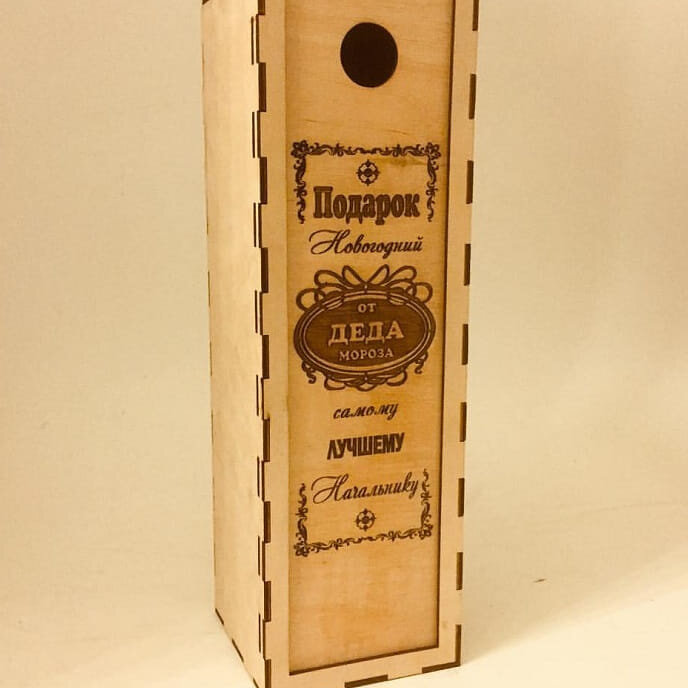 Подарок
Новогодний
от
ДЕДА
МОРОЗА
самому
ЛУЧШЕМУ
Начальнику